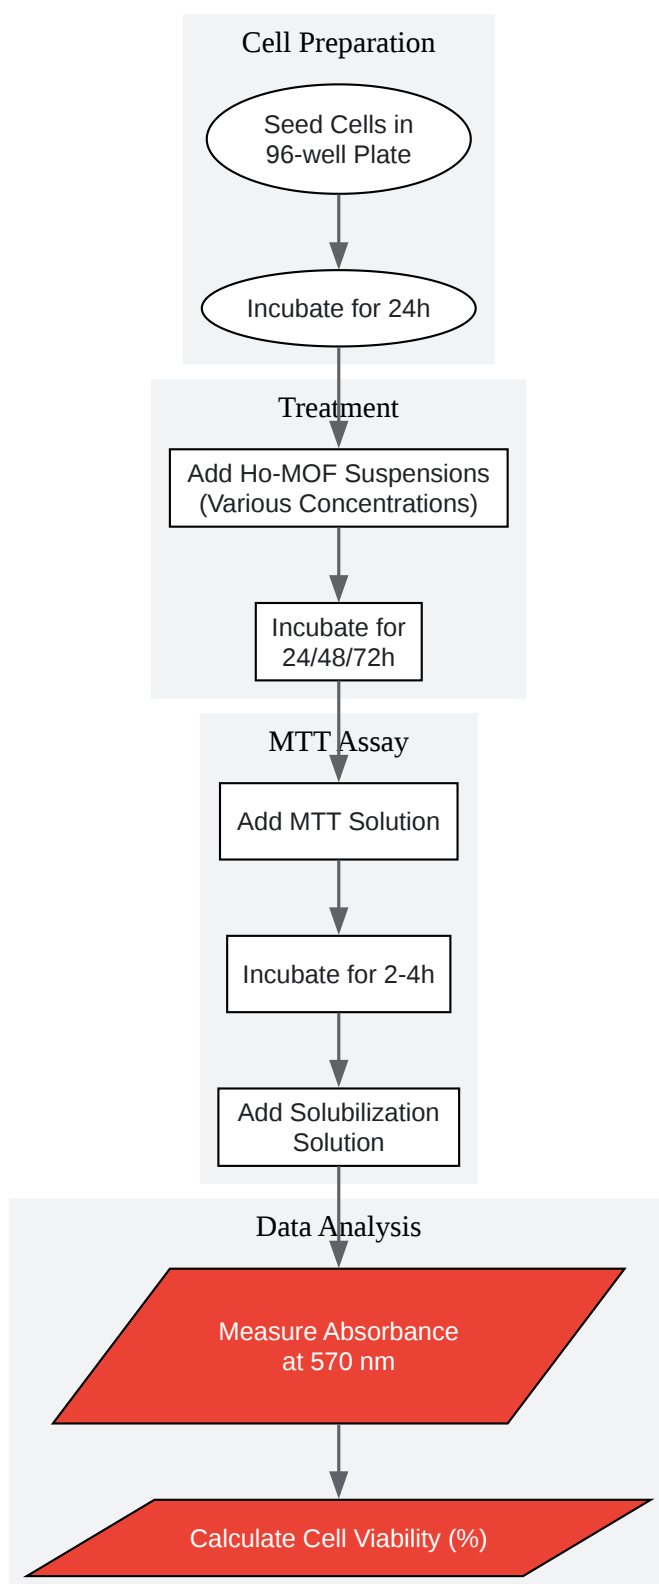 Cell Preparation
Seed Cells in
96-well Plate
Incubate for 24h
Treatment
Add Ho-MOF Suspensions
(Various Concentrations)
Incubate for
24/48/72h
MTT Assay
Add MTT Solution
Incubate for 2-4h
Add Solubilization
Solution
Data Analysis
Measure Absorbance
at 570 nm
Calculate Cell Viability (%)